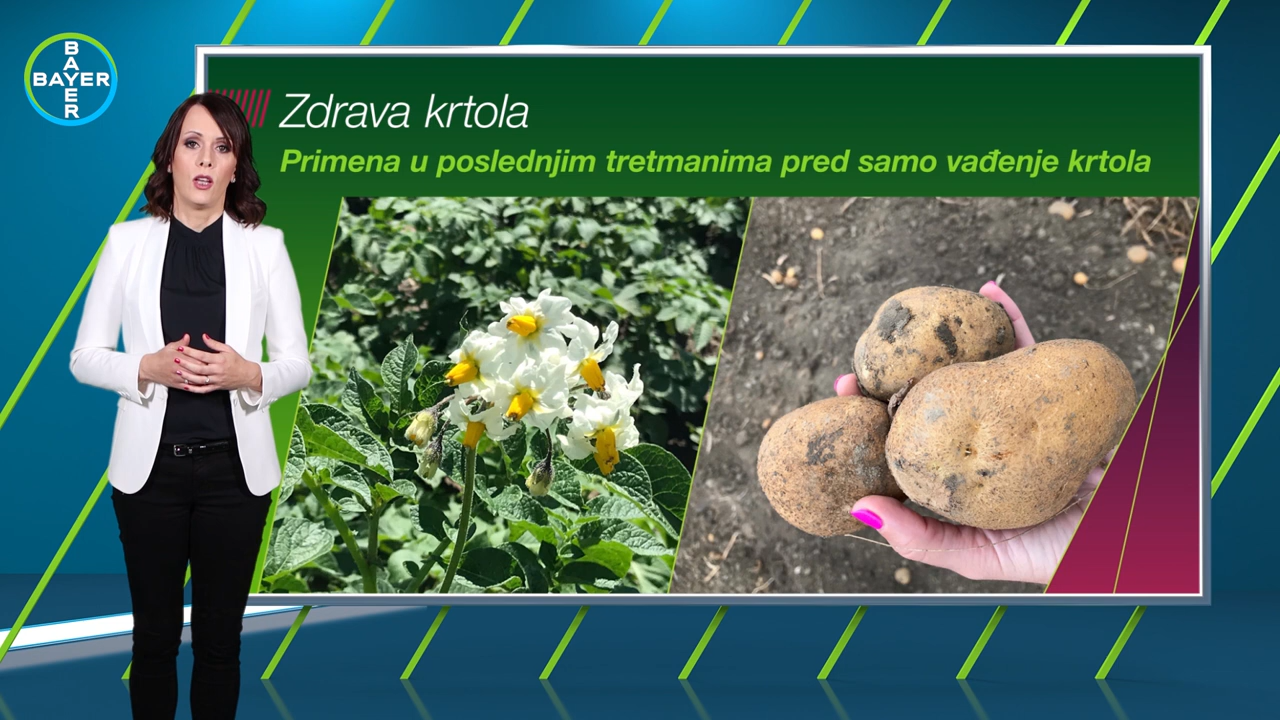 BAYER
BAYER
Zdrava krtola
Primena u poslednjim tretmanima pred samo vađenje krtola